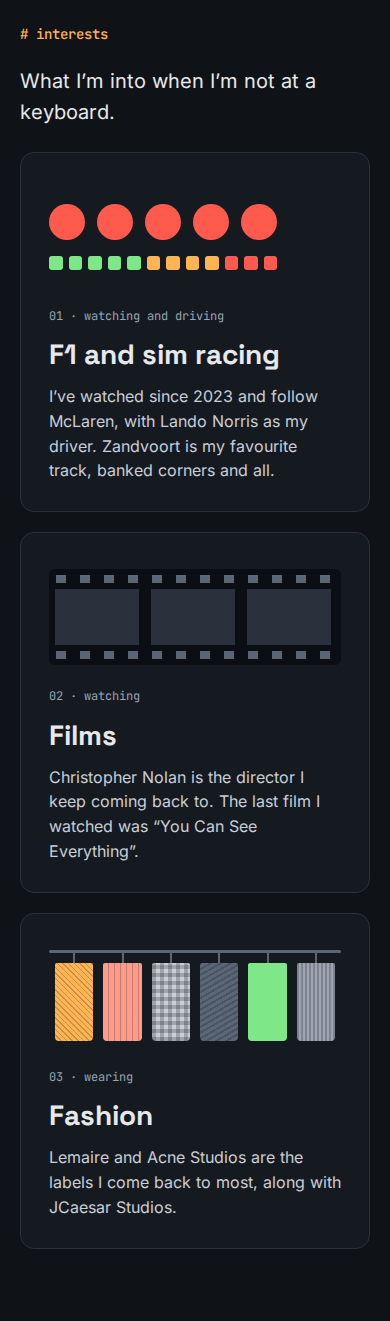 # interests
What I’m into when I’m not at a
keyboard.
01 · watching and driving
F1 and sim racing
I’ve watched since 2023 and follow
McLaren, with Lando Norris as my
driver. Zandvoort is my favourite
track, banked corners and all.
02 · watching
Films
Christopher Nolan is the director I
keep coming back to. The last film I
watched was “You Can See
Everything”.
03 · wearing
Fashion
Lemaire and Acne Studios are the
labels I come back to most, along with
JCaesar Studios.